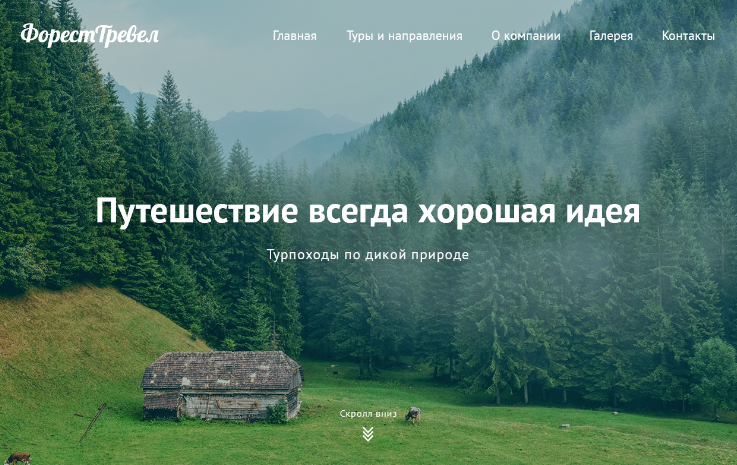 ФорестТревел
Главная Туры и направления О компании Галерея Контакты
Путешествие всегда хорошая идея
Турпоходы по дикой природе
Скролл вниз